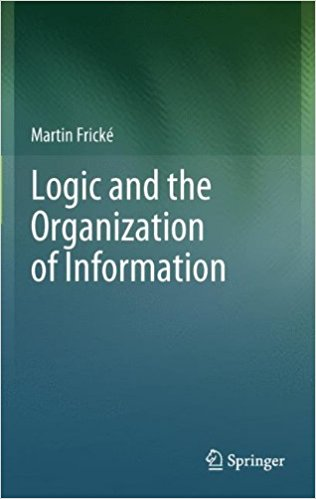 Martin Frické
Logic and the
Organization
of Information
Springer